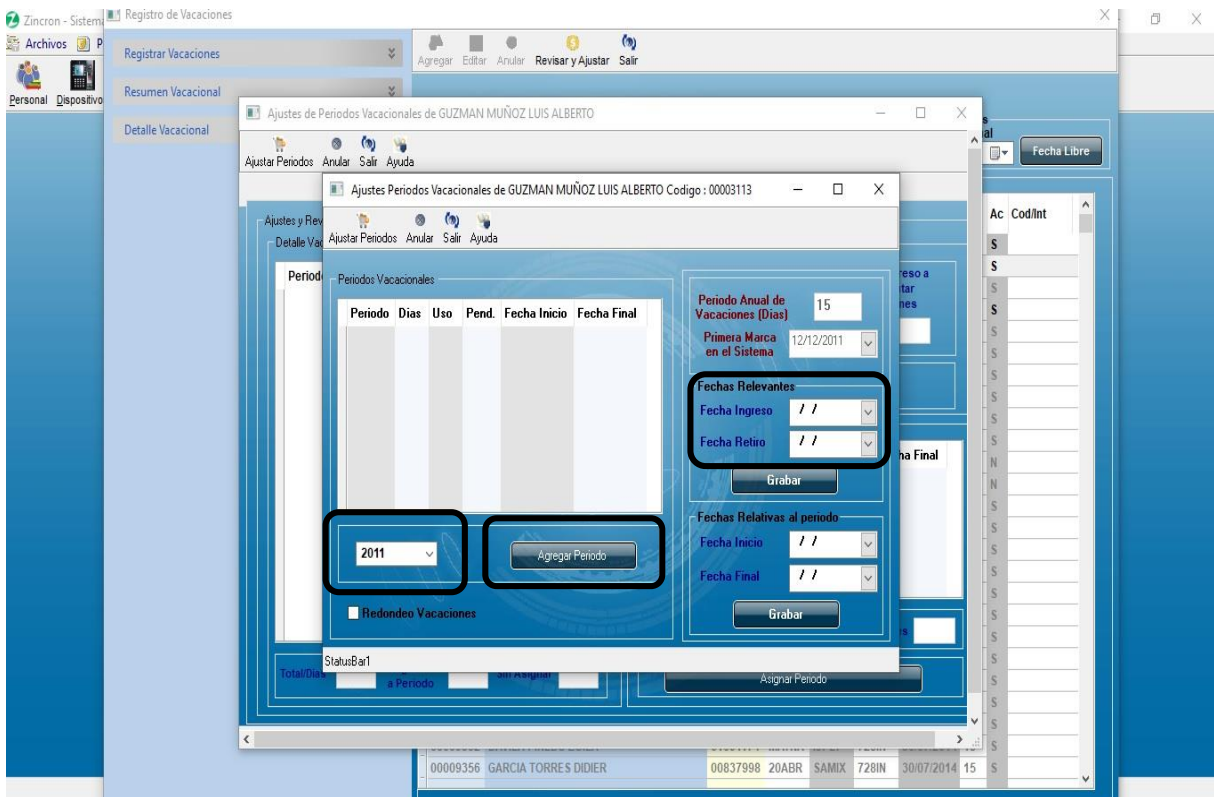 Zincron - Sistem
Registro de Vacaciones
Archivos
Personal Dispositivo
Registrar Vacaciones
Resumen Vacacional
Detalle Vacacional
Agregar Editar Anular Revisar y Ajustar Salir
Fecha Libre
Ajustes de Periodos Vacacionales de GUZMAN MUÑOZ LUIS ALBERTO
Ajustar Periodos Anular Salir Ayuda
Ac Cod/Int
Ajustes Periodos Vacacionales de GUZMAN MUÑOZ LUIS ALBERTO Codigo : 00003113
Ajustar Periodos Anular Salir Ayuda
Ajustes y Rev
Detalle Vac
Period
Periodos Vacacionales
Periodo Dias Uso Pend. Fecha Inicio Fecha Final
Periodo Anual de
Vacaciones (Dias) 15
Primera Marca
en el Sistema 12/12/2011
Fechas Relevantes
Fecha Ingreso / /
Fecha Retiro / /
Grabar
ha Final
2011 Agregar Periodo
Redondeo Vacaciones
Fechas Relativas al periodo
Fecha Inicio / /
Fecha Final / /
Grabar
StatusBar1
Total/Dias
a Periodo
Sin Asignar
Asignar Periodo
S
S
S
S
S
S
S
S
S
S
N
N
S
S
S
S
S
S
S
S
S
S
S
S
00009356 GARCIA TORRES DIDIER 00837998 20ABR SAMIX 728IN 30/07/2014 15 S